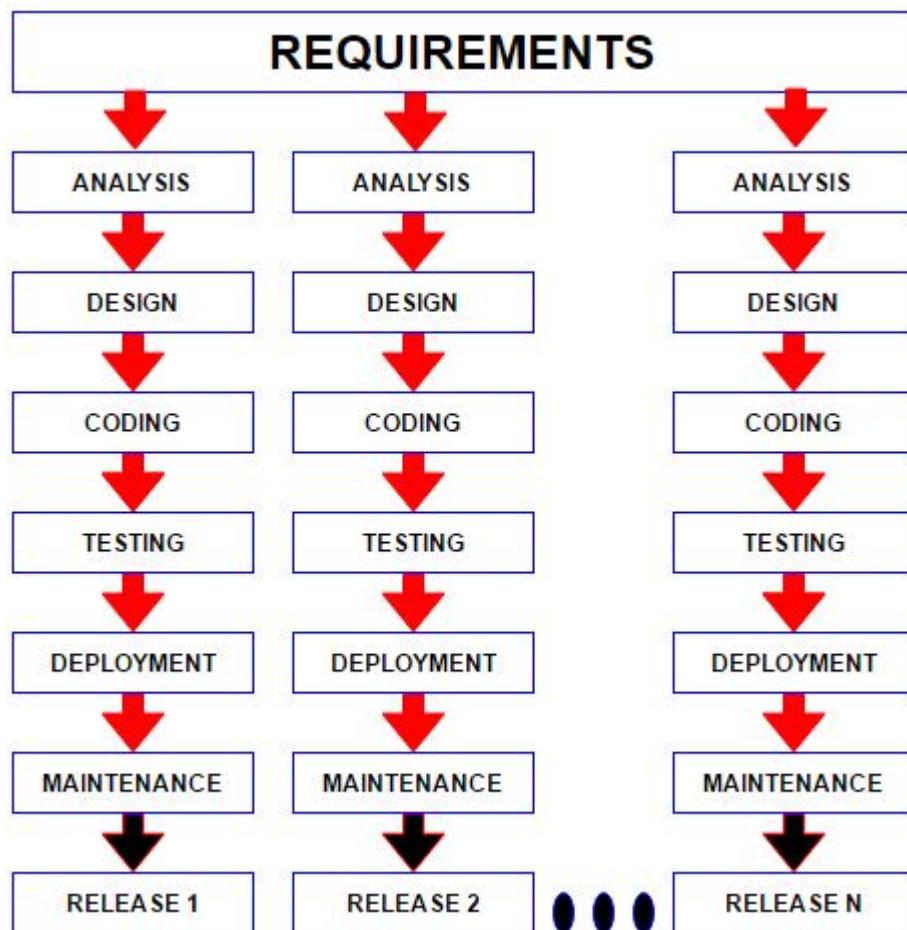 REQUIREMENTS
ANALYSIS
ANALYSIS
ANALYSIS
DESIGN
DESIGN
DESIGN
CODING
CODING
CODING
TESTING
TESTING
TESTING
DEPLOYMENT
DEPLOYMENT
DEPLOYMENT
MAINTENANCE
MAINTENANCE
MAINTENANCE
RELEASE 1
RELEASE 2
RELEASE N